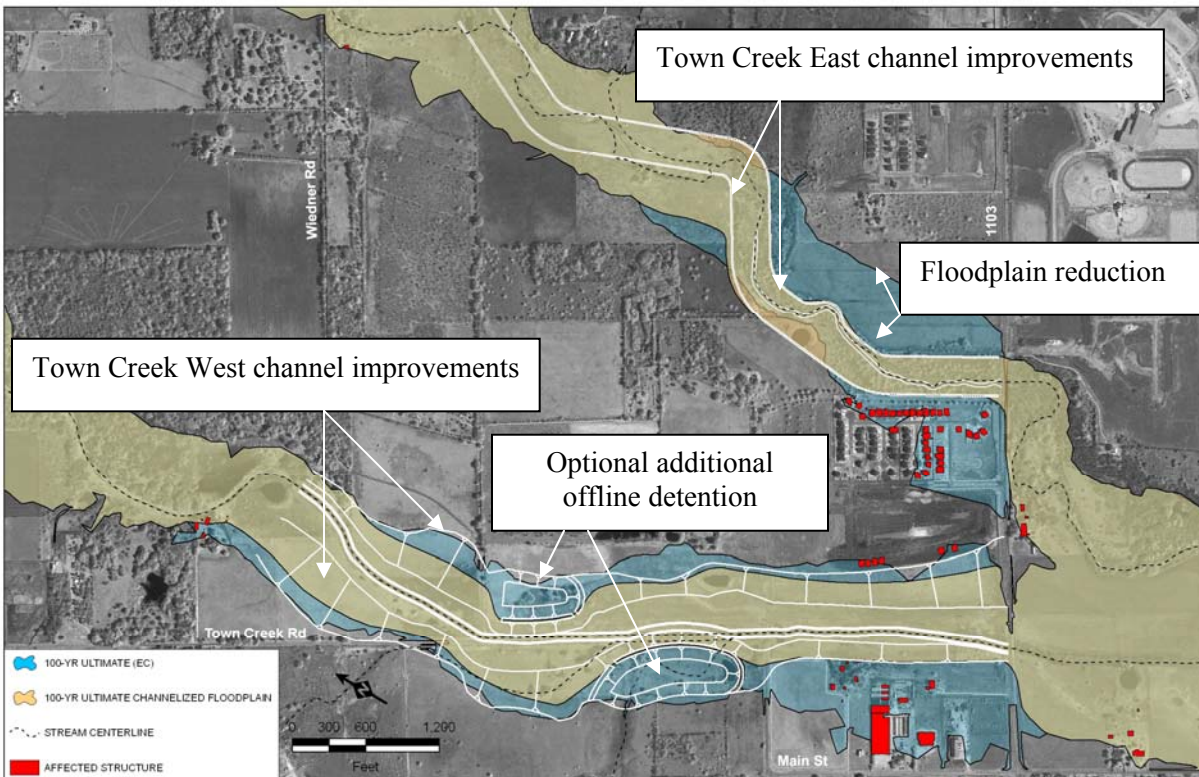 Town Creek East channel improvements
Wiedner Rd
1103
Floodplain reduction
Town Creek West channel improvements
Optional additional
offline detention
Town Creek Rd
100-YR ULTIMATE (EC)
100-YR ULTIMATE CHANNELIZED FLOODPLAIN
STREAM CENTERLINE
AFFECTED STRUCTURE
N
0 300 600 1,200
Feet
Main St